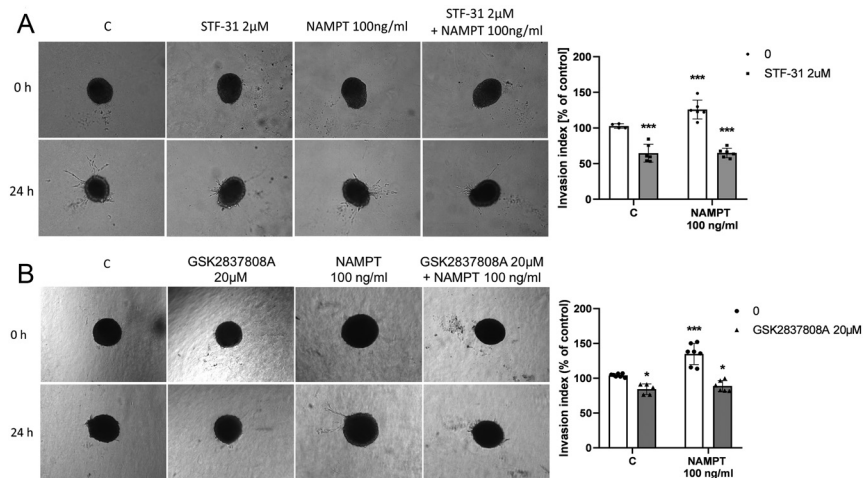 A
C
STF-31 2µM
NAMPT 100ng/ml
STF-31 2µM
+ NAMPT 100ng/ml
0 h
24 h
Invasion index [% of control]
200
150
100
50
0
***
***
***
C
NAMPT
100 ng/ml
0
STF-31 2uM
B
C
GSK2837808A
20µM
NAMPT
100 ng/ml
GSK2837808A 20µM
+ NAMPT 100 ng/ml
0 h
24 h
Invasion index (% of control)
200
150
100
50
0
*
***
*
C
NAMPT
100 ng/ml
0
GSK2837808A 20µM